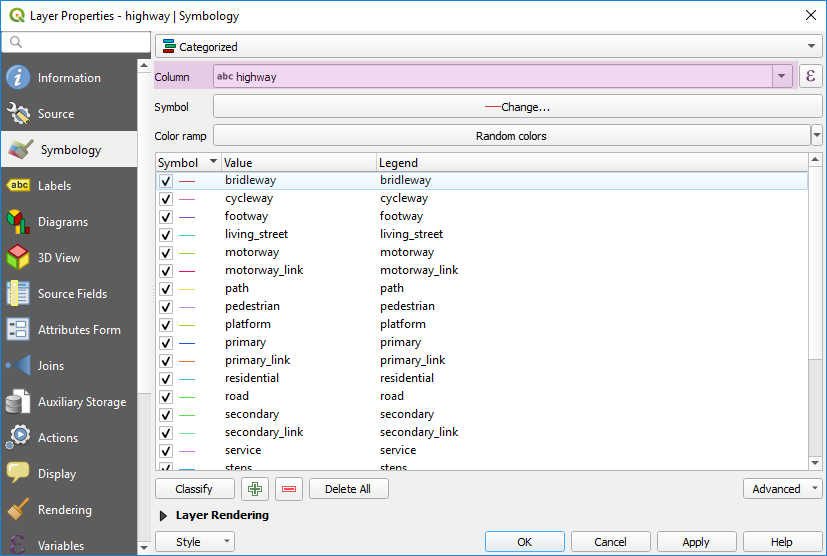 Layer Properties - highway | Symbology
Information
Source
Symbology
Labels
Diagrams
3D View
Source Fields
Attributes Form
Joins
Auxiliary Storage
Actions
Display
Rendering
Variables
Categorized
Column abc highway ε
Symbol Change...
Color ramp Random colors
Symbol Value Legend
bridleway bridleway
cycleway cycleway
footway footway
living_street living_street
motorway motorway
motorway_link motorway_link
path path
pedestrian pedestrian
platform platform
primary primary
primary_link primary_link
residential residential
road road
secondary secondary
secondary_link secondary_link
service service
steps steps
Classify Delete All Advanced
Layer Rendering
Style OK Cancel Apply Help